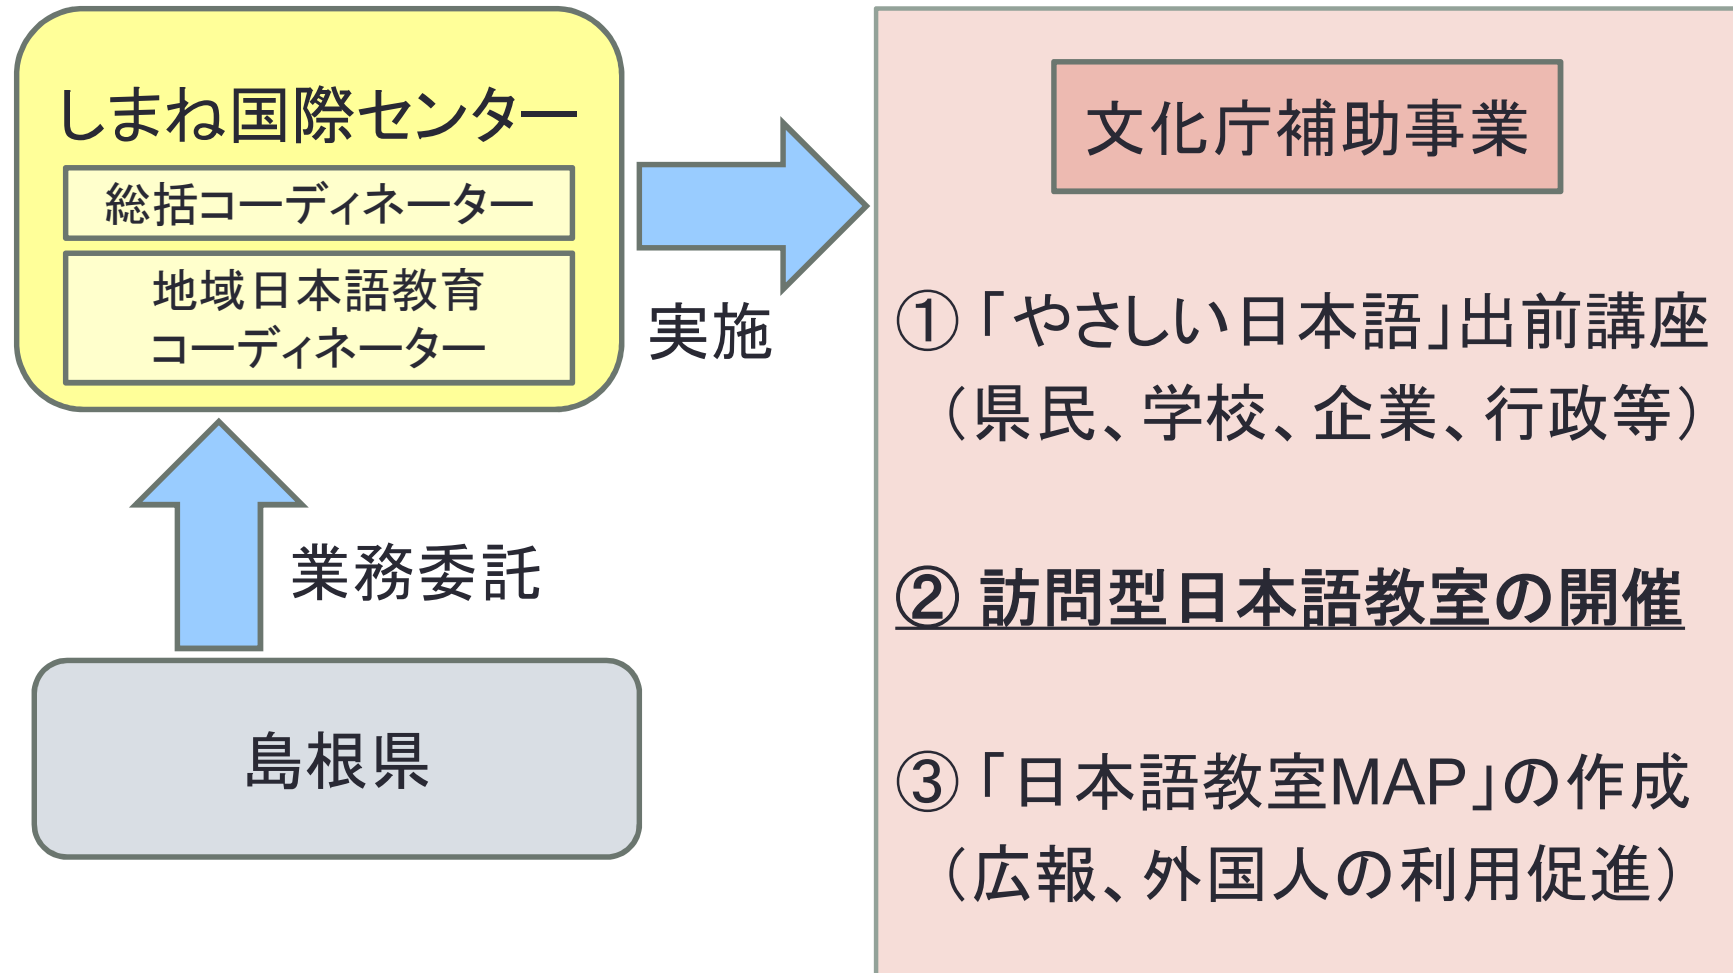 しまね国際センター
総括コーディネーター
地域日本語教育
コーディネーター
実施
業務委託
島根県
文化庁補助事業
①「やさしい日本語」出前講座
（県民、学校、企業、行政等）
② 訪問型日本語教室の開催
③「日本語教室MAP」の作成
（広報、外国人の利用促進）